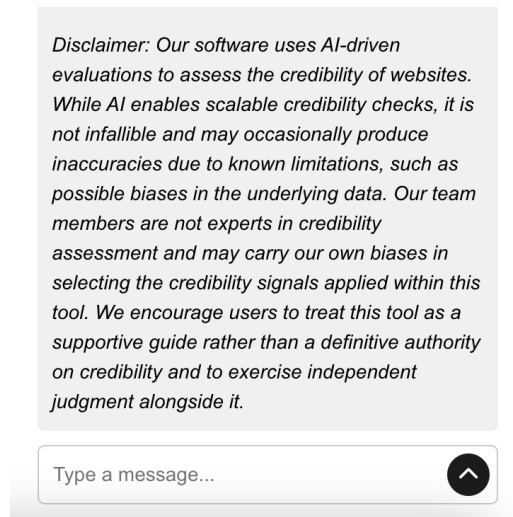 Disclaimer: Our software uses AI-driven
evaluations to assess the credibility of websites.
While AI enables scalable credibility checks, it is
not infallible and may occasionally produce
inaccuracies due to known limitations, such as
possible biases in the underlying data. Our team
members are not experts in credibility
assessment and may carry our own biases in
selecting the credibility signals applied within this
tool. We encourage users to treat this tool as a
supportive guide rather than a definitive authority
on credibility and to exercise independent
judgment alongside it.
Type a message...